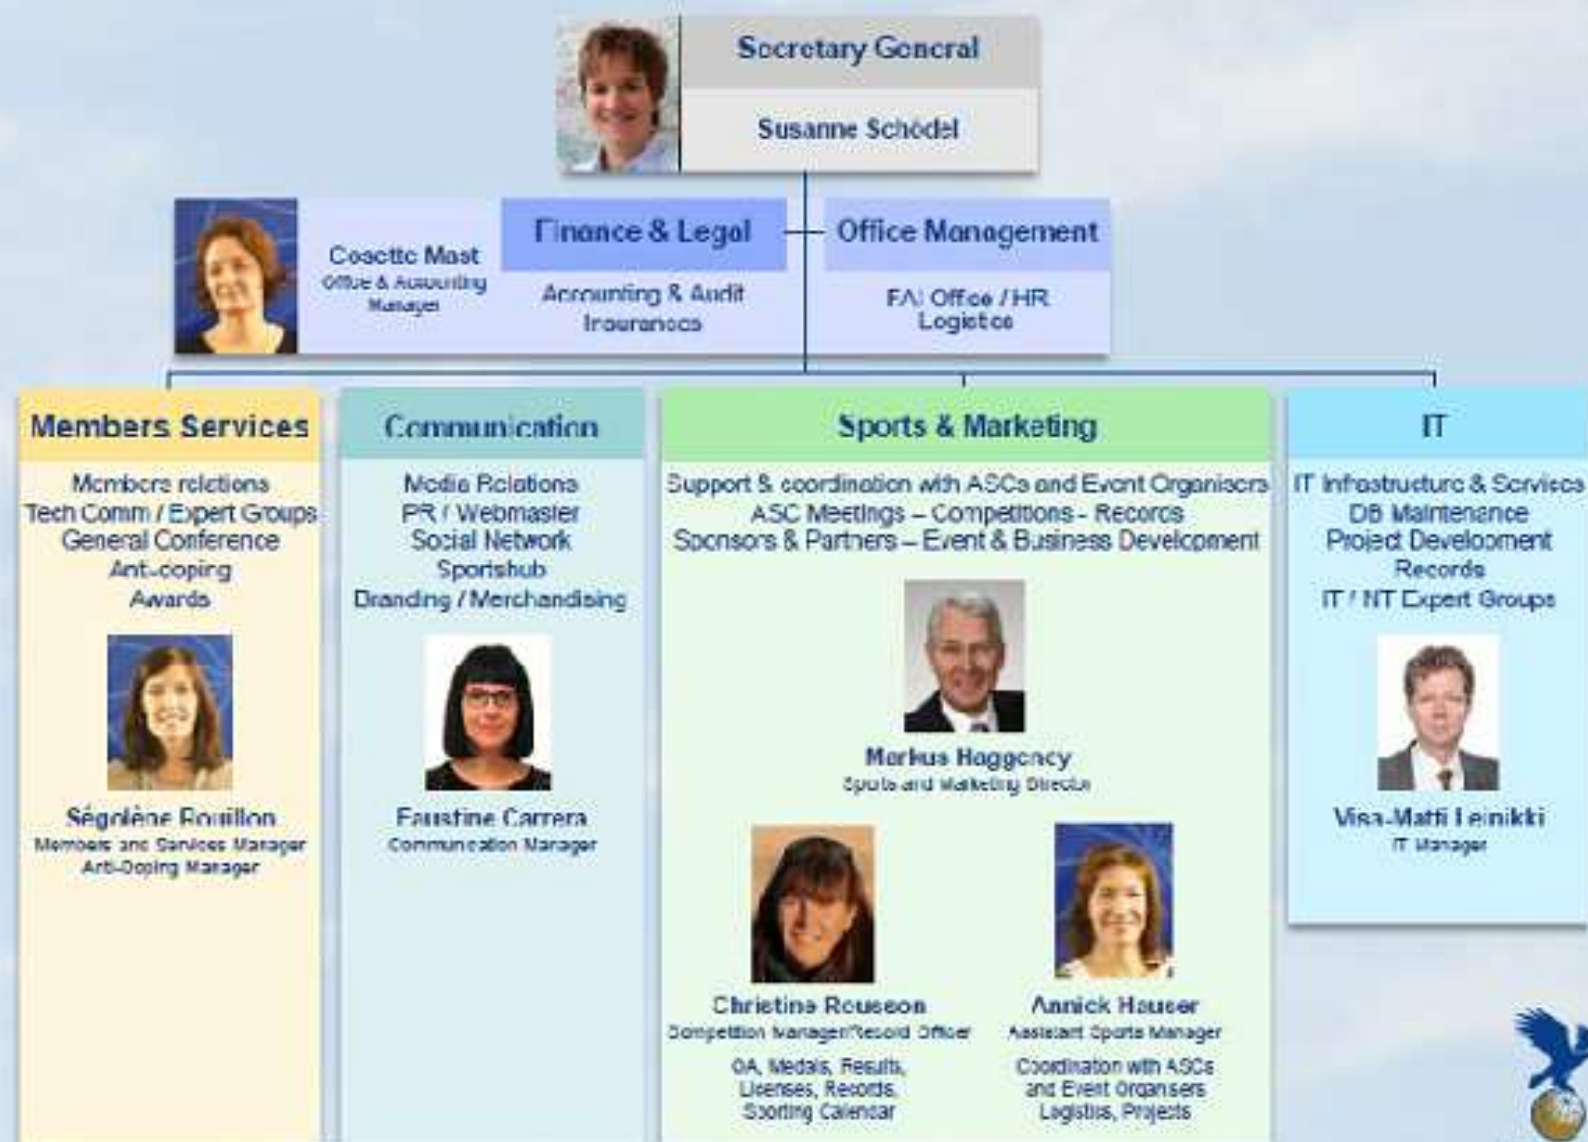 Secretary General
Susanne Schödel
Cosette Mast
Office & Accounting
Manager
Finance & Legal
Accounting & Audit
Insurances
Office Management
FAI Office / HR
Logistics
Members Services
Members relations
Tech Comm / Expert Groups
General Conference
Anti-doping
Awards
Ségolène Rouillon
Members and Services Manager
Anti-Doping Manager
Communication
Media Relations
PR / Webmaster
Social Network
Sportshub
Branding / Merchandising
Faustine Carrera
Communication Manager
Sports & Marketing
Support & coordination with ASCs and Event Organisers
ASC Meetings – Competitions - Records
Sponsors & Partners – Event & Business Development
Markus Haggeney
Sports and Marketing Director
Christine Rousson
Competition Manager/Record Officer
OA, Medals, Results,
Licenses, Records,
Sporting Calendar
Annick Hauser
Assistant Sports Manager
Coordination with ASCs
and Event Organisers
Logistics, Projects
IT
IT Infrastructure & Services
DB Maintenance
Project Development
Records
IT / NT Expert Groups
Visa-Matti Leinikki
IT Manager